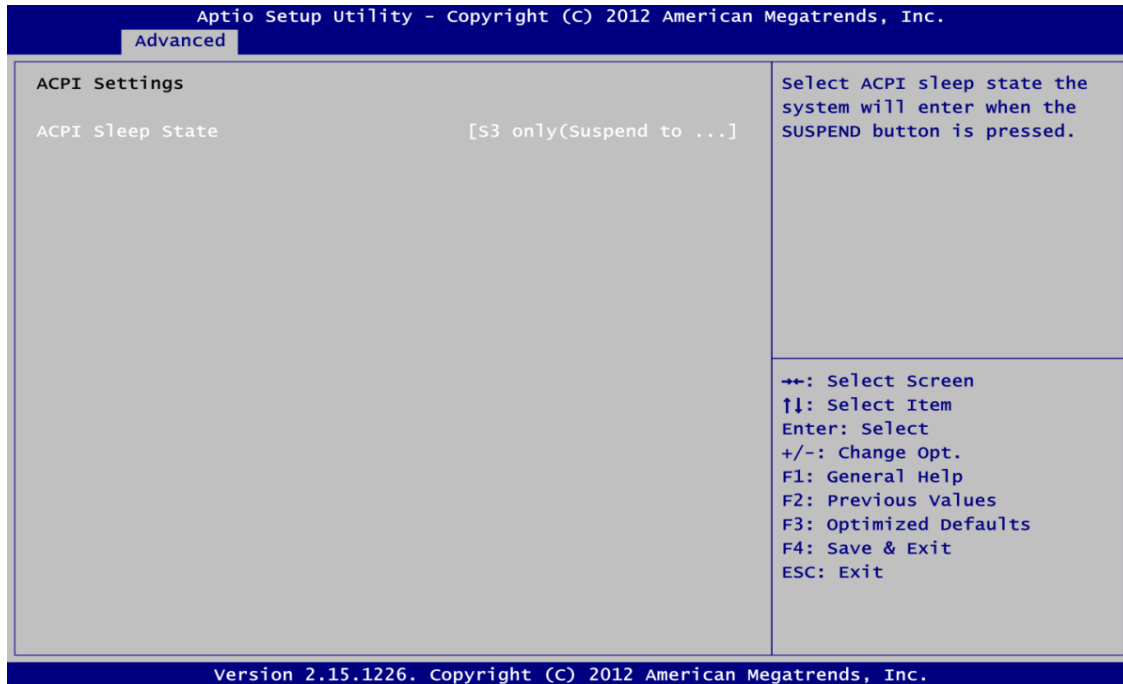 Aptio Setup Utility - Copyright (C) 2012 American Megatrends, Inc.
Advanced
ACPI Settings
ACPI Sleep State [S3 only(Suspend to ...]
Select ACPI sleep state the
system will enter when the
SUSPEND button is pressed.
→←: Select Screen
↑↓: Select Item
Enter: Select
+/-: Change Opt.
F1: General Help
F2: Previous Values
F3: Optimized Defaults
F4: Save & Exit
ESC: Exit
Version 2.15.1226. Copyright (C) 2012 American Megatrends, Inc.